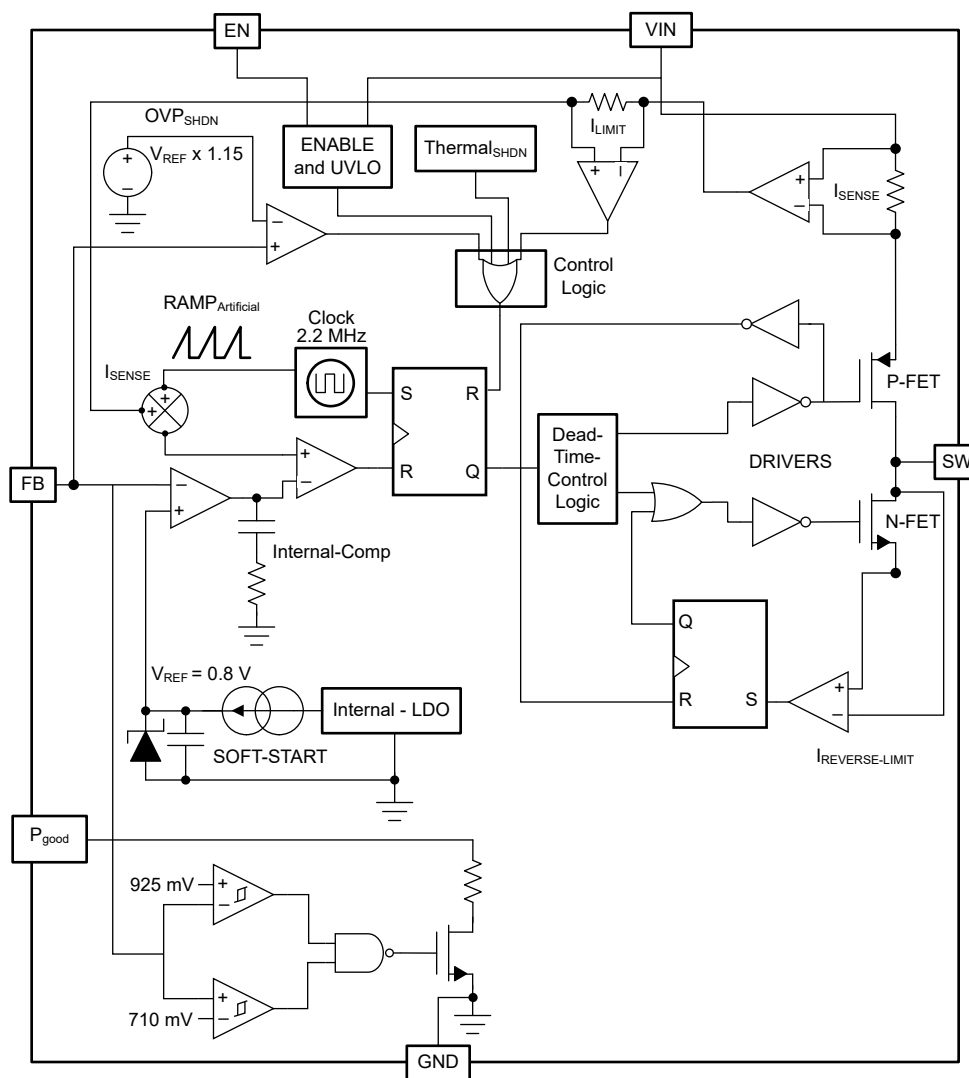 EN
VIN
OVP_SHDN
V_REF x 1.15
+
−
ENABLE
and UVLO
Thermal_SHDN
I_LIMIT
+
−
+
−
I_SENSE
−
+
Control
Logic
RAMP_Artificial
Clock
2.2 MHz
I_SENSE
+
+
S
R
R
Q
P-FET
Dead-
Time-
Control
Logic
DRIVERS
SW
FB
−
+
+
−
N-FET
Internal-Comp
Q
R
S
+
−
I_REVERSE-LIMIT
V_REF = 0.8 V
Internal - LDO
SOFT-START
P_good
925 mV
+
−
710 mV
+
−
GND